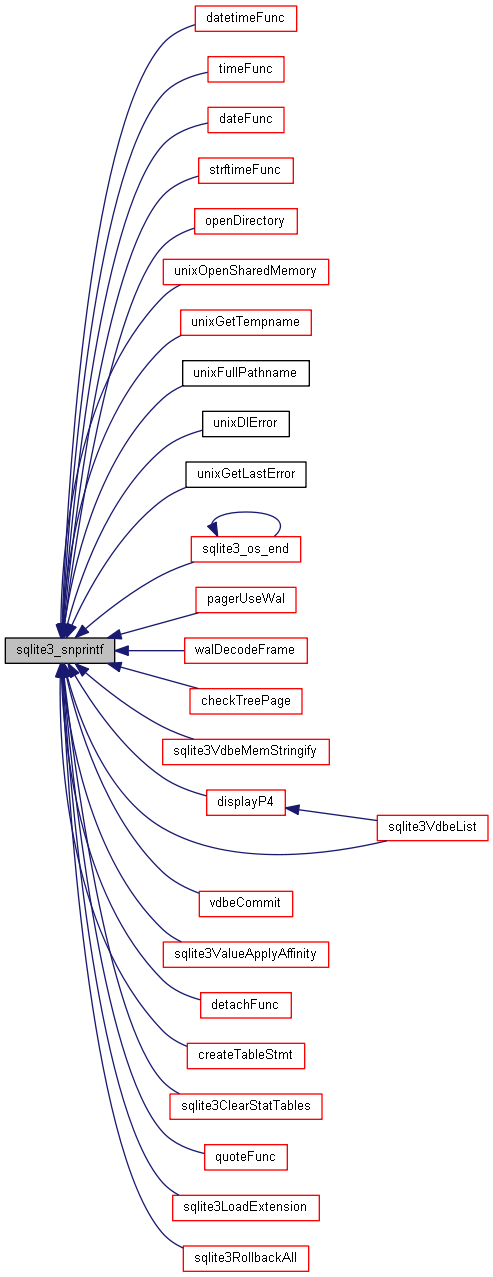 datetimeFunc
timeFunc
dateFunc
strftimeFunc
openDirectory
unixOpenSharedMemory
unixGetTempname
unixFullPathname
unixDlError
unixGetLastError
sqlite3_os_end
pagerUseWal
sqlite3_snprintf
walDecodeFrame
checkTreePage
sqlite3VdbeMemStringify
displayP4
sqlite3VdbeList
vdbeCommit
sqlite3ValueApplyAffinity
detachFunc
createTableStmt
sqlite3ClearStatTables
quoteFunc
sqlite3LoadExtension
sqlite3RollbackAll